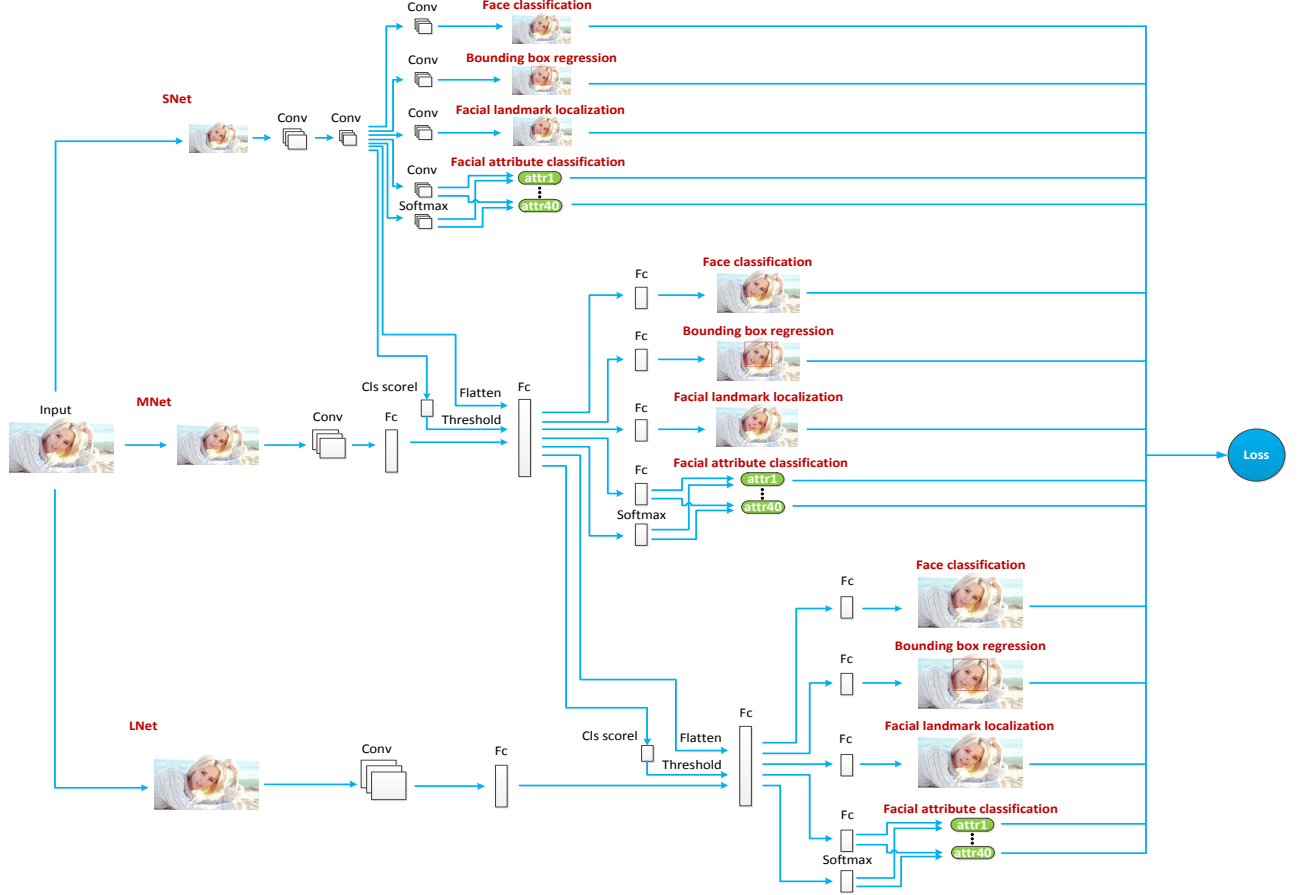 Conv
Face classification
Bounding box regression
Conv
SNet
Conv
Facial landmark localization
Conv
Conv
Conv
Facial attribute classification
attr1
Softmax
attr40
Face classification
Fc
Bounding box regression
Fc
Cls scorel
Flatten
Fc
Facial landmark localization
MNet
Input
Conv
Fc
Threshold
Fc
Facial attribute classification
Fc
attr1
attr40
Softmax
Loss
Face classification
Fc
Bounding box regression
Fc
LNet
Fc
Facial landmark localization
Conv
Fc
Cls scorel
Flatten
Fc
Threshold
Facial attribute classification
Fc
attr1
attr40
Softmax